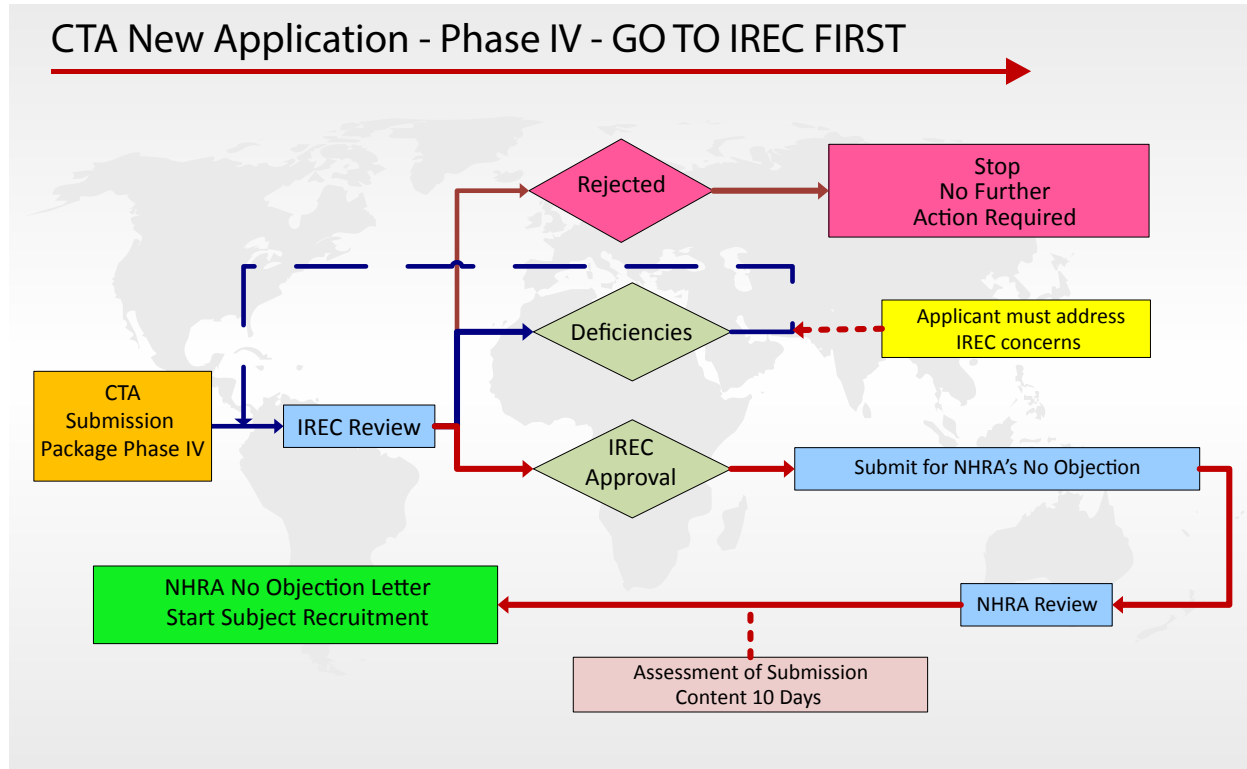 CTA New Application - Phase IV - GO TO IREC FIRST
Rejected
Stop
No Further
Action Required
Deficiencies
Applicant must address
IREC concerns
CTA
Submission
Package Phase IV
IREC Review
IREC
Approval
Submit for NHRA’s No Objection
NHRA Review
NHRA No Objection Letter
Start Subject Recruitment
Assessment of Submission
Content 10 Days